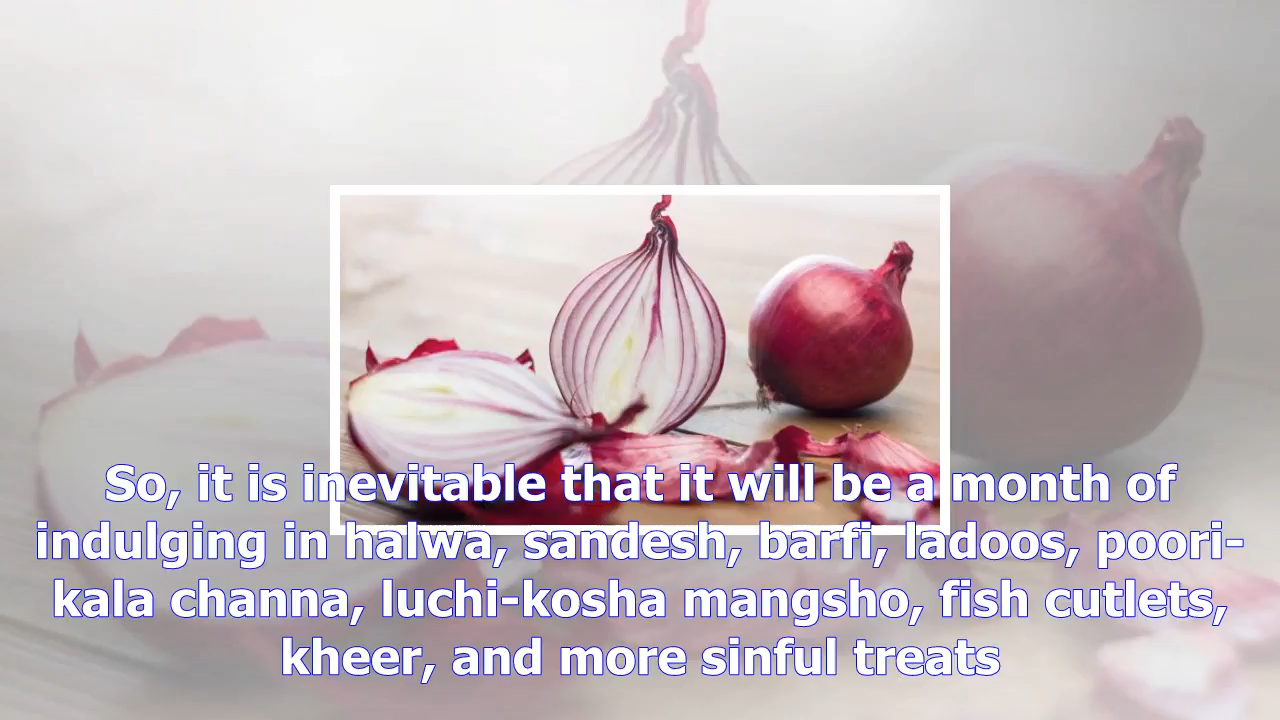 So, it is inevitable that it will be a month of
indulging in halwa, sandesh, barfi, ladoos, poori-
kala channa, luchi-kosha mangsho, fish cutlets,
kheer, and more sinful treats